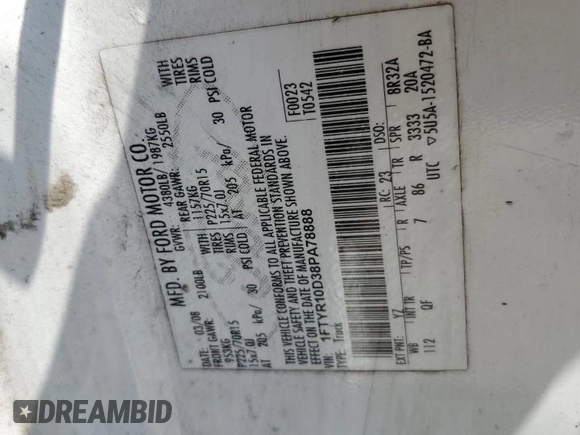 MFD. BY FORD MOTOR CO.
DATE: 03/08 GVWR: 4380LB/ 1987KG
FRONT GAWR: 2100LB REAR GAWR: 2550LB
953KG WITH 1157KG WITH
P225/70R15 TIRES P225/70R15 TIRES
15x7.0J RIMS 15x7.0J RIMS
AT 205 kPa/ 30 PSI COLD AT 205 kPa/ 30 PSI COLD
THIS VEHICLE CONFORMS TO ALL APPLICABLE FEDERAL MOTOR
VEHICLE SAFETY AND THEFT PREVENTION STANDARDS IN
EFFECT ON THE DATE OF MANUFACTURE SHOWN ABOVE.
VIN: 1FTYR10D38PA78888 F0023
TYPE: Truck T0542
EXT PNT: YZ RC: 23 DSO:
WB INT TR TP/PS R AXLE TR SPR BR32A
112 QF 7 86 R 3333 20A
UTC ▽5U5A-1520472-BA
DREAMBID